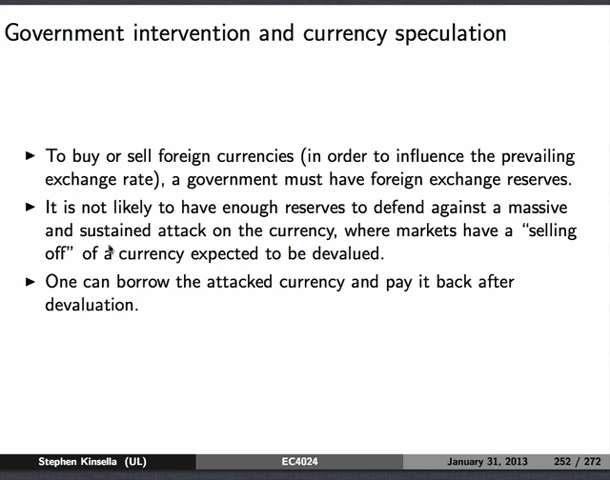 Government intervention and currency speculation
To buy or sell foreign currencies (in order to influence the prevailing
exchange rate), a government must have foreign exchange reserves.
It is not likely to have enough reserves to defend against a massive
and sustained attack on the currency, where markets have a “selling
off” of a currency expected to be devalued.
One can borrow the attacked currency and pay it back after
devaluation.
Stephen Kinsella (UL) EC4024 January 31, 2013 252 / 272